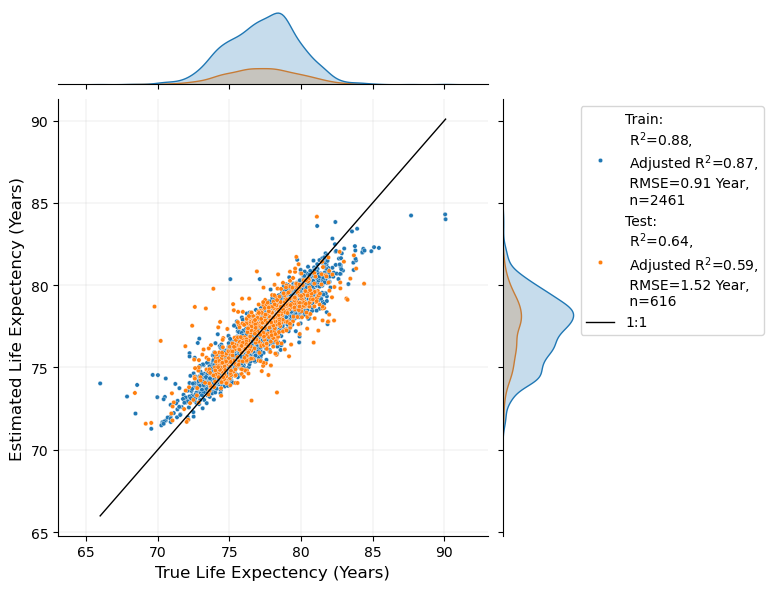 Train:
R²=0.88,
Adjusted R²=0.87,
RMSE=0.91 Year,
n=2461
Test:
R²=0.64,
Adjusted R²=0.59,
RMSE=1.52 Year,
n=616
1:1
90
85
80
75
70
65
Estimated Life Expectency (Years)
65 70 75 80 85 90
True Life Expectency (Years)